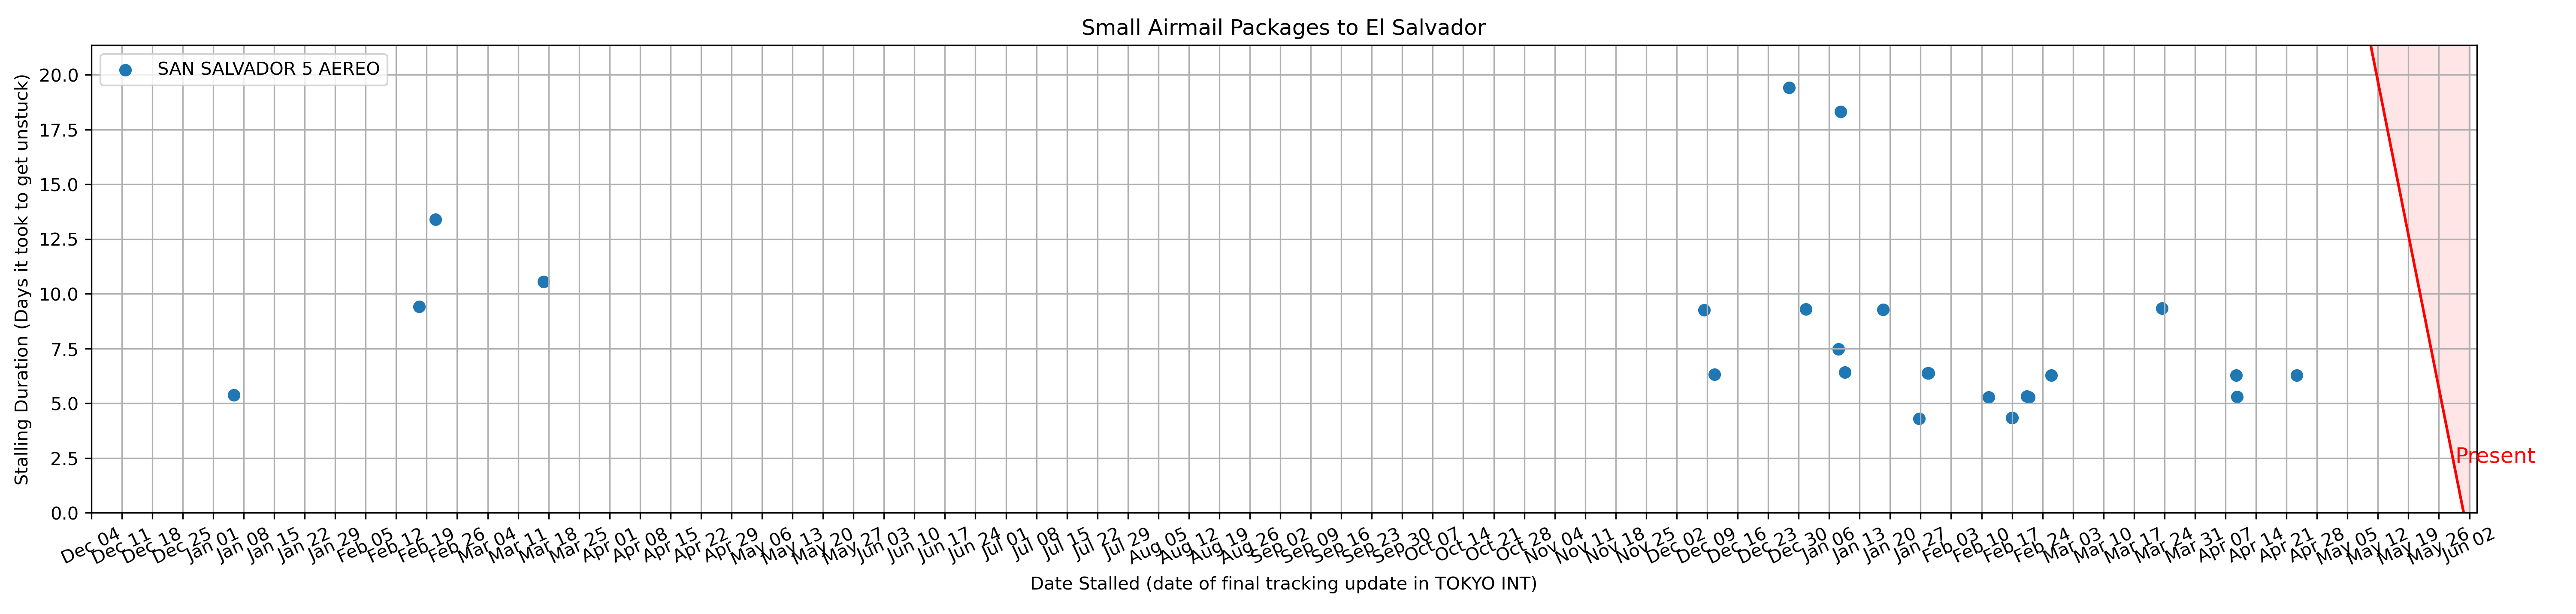 Small Airmail Packages to El Salvador
SAN SALVADOR 5 AEREO
Stalling Duration (Days it took to get unstuck)
20.0
17.5
15.0
12.5
10.0
7.5
5.0
2.5
0.0
Present
Dec 04 Dec 11 Dec 18 Dec 25 Jan 01 Jan 08 Jan 15 Jan 22 Jan 29 Feb 05 Feb 12 Feb 19 Feb 26 Mar 04 Mar 11 Mar 18 Mar 25 Apr 01 Apr 08 Apr 15 Apr 22 Apr 29 May 06 May 13 May 20 May 27 Jun 03 Jun 10 Jun 17 Jun 24 Jul 01 Jul 08 Jul 15 Jul 22 Jul 29 Aug 05 Aug 12 Aug 19 Aug 26 Sep 02 Sep 09 Sep 16 Sep 23 Sep 30 Oct 07 Oct 14 Oct 21 Oct 28 Nov 04 Nov 11 Nov 18 Nov 25 Dec 02 Dec 09 Dec 16 Dec 23 Dec 30 Jan 06 Jan 13 Jan 20 Jan 27 Feb 03 Feb 10 Feb 17 Feb 24 Mar 03 Mar 10 Mar 17 Mar 24 Mar 31 Apr 07 Apr 14 Apr 21 Apr 28 May 05 May 12 May 19 May 26 Jun 02
Date Stalled (date of final tracking update in TOKYO INT)